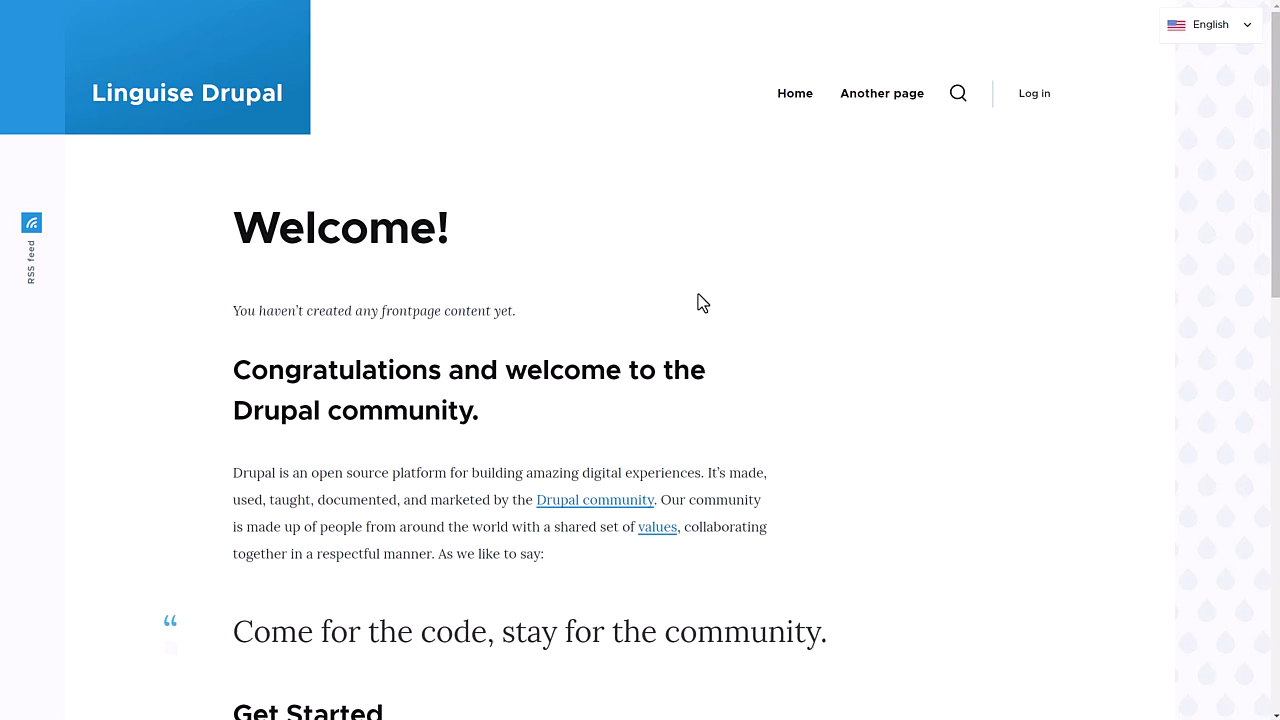 English
Linguise Drupal
Home
Another page
Log in
RSS feed
Welcome!
You haven’t created any frontpage content yet.
Congratulations and welcome to the
Drupal community.
Drupal is an open source platform for building amazing digital experiences. It’s made,
used, taught, documented, and marketed by the Drupal community. Our community
is made up of people from around the world with a shared set of values, collaborating
together in a respectful manner. As we like to say:
“
Come for the code, stay for the community.
Get Started